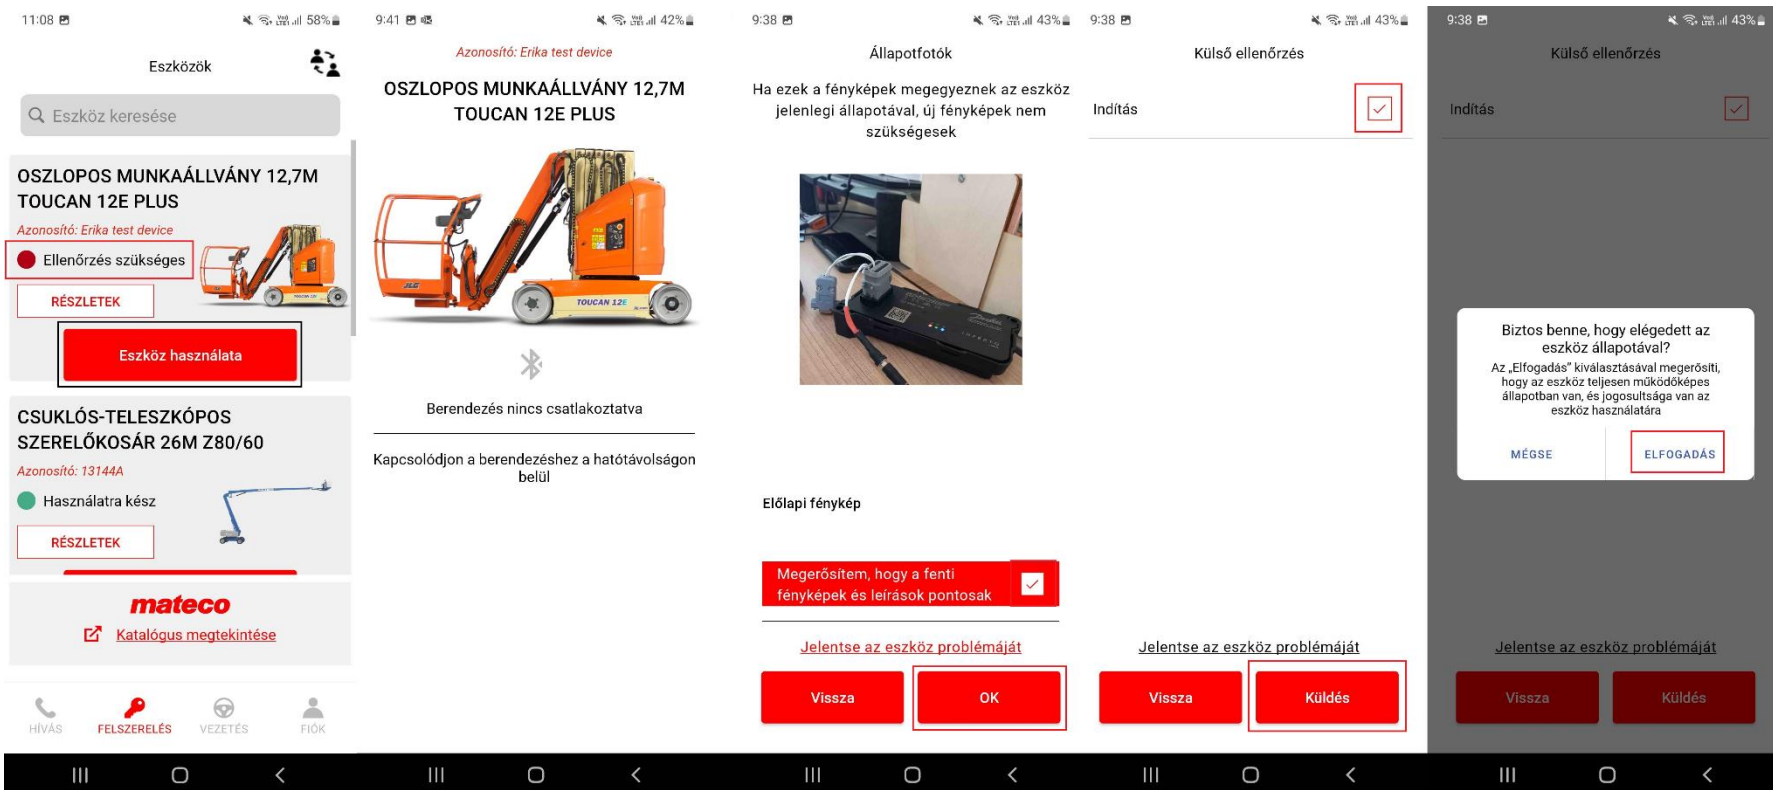 11:08
58%
Eszközök
Eszköz keresése
OSZLOPOS MUNKAÁLLVÁNY 12,7M
TOUCAN 12E PLUS
Azonosító: Erika test device
Ellenőrzés szükséges
RÉSZLETEK
Eszköz használata
CSUKLÓS-TELESZKÓPOS
SZERELŐKOSÁR 26M Z80/60
Azonosító: 13144A
Használatra kész
RÉSZLETEK
mateco
Katalógus megtekintése
HÍVÁS
FELSZERELÉS
VEZETÉS
FIÓK
9:41
42%
Azonosító: Erika test device
OSZLOPOS MUNKAÁLLVÁNY 12,7M
TOUCAN 12E PLUS
JLG
TOUCAN 12E
Berendezés nincs csatlakoztatva
Kapcsolódjon a berendezéshez a hatótávolságon
belül
9:38
43%
Állapotfotók
Ha ezek a fényképek megegyeznek az eszköz
jelenlegi állapotával, új fényképek nem
szükségesek
Előlapi fénykép
Megerősítem, hogy a fenti
fényképek és leírások pontosak
Jelentse az eszköz problémáját
Vissza
OK
9:38
43%
Külső ellenőrzés
Indítás
Jelentse az eszköz problémáját
Vissza
Küldés
9:38
43%
Külső ellenőrzés
Indítás
Biztos benne, hogy elégedett az
eszköz állapotával?
Az „Elfogadás” kiválasztásával megerősíti,
hogy az eszköz teljesen működőképes
állapotban van, és jogosultsága van az
eszköz használatára
MÉGSE
ELFOGADÁS
Jelentse az eszköz problémáját
Vissza
Küldés